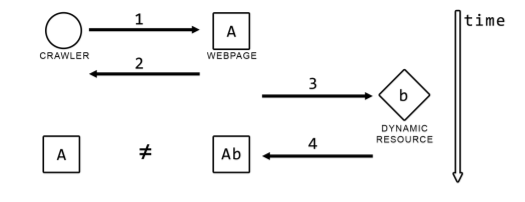 1
A
time
CRAWLER
WEBPAGE
2
3
b
DYNAMIC
RESOURCE
4
A
≠
Ab